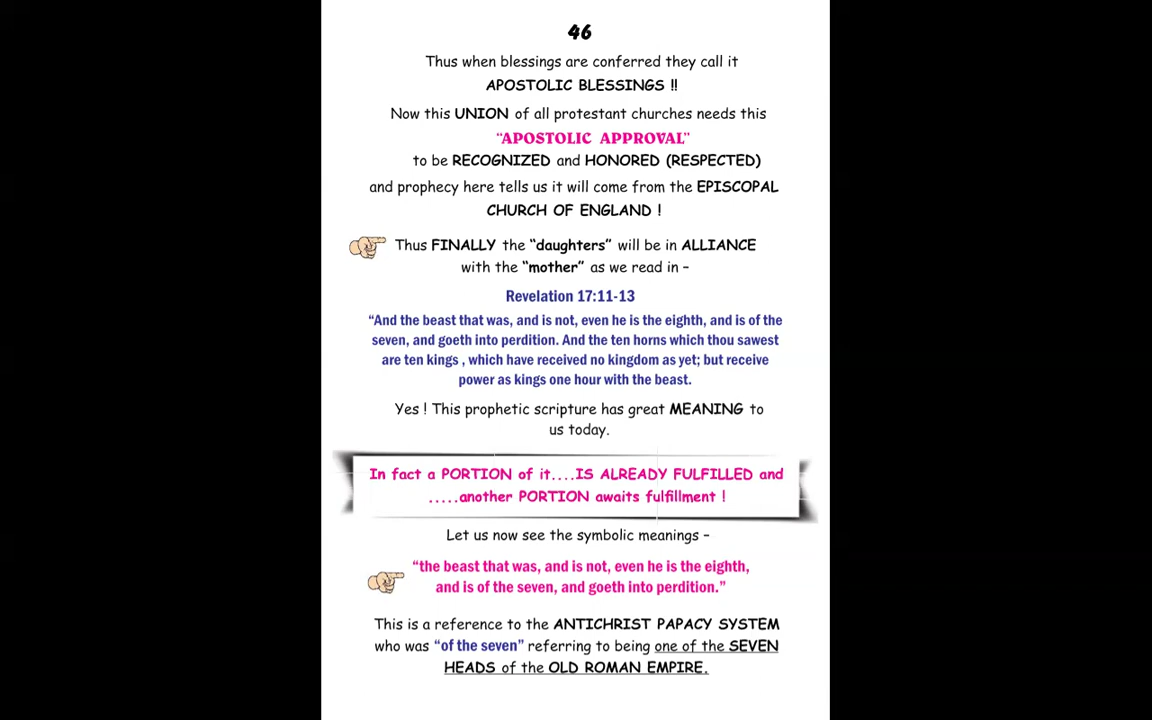 46
Thus when blessings are conferred they call it
APOSTOLIC BLESSINGS !!
Now this UNION of all protestant churches needs this
"APOSTOLIC APPROVAL"
to be RECOGNIZED and HONORED (RESPECTED)
and prophecy here tells us it will come from the EPISCOPAL
CHURCH OF ENGLAND !
Thus FINALLY the “daughters” will be in ALLIANCE
with the “mother” as we read in –
Revelation 17:11-13
“And the beast that was, and is not, even he is the eighth, and is of the
seven, and goeth into perdition. And the ten horns which thou sawest
are ten kings , which have received no kingdom as yet; but receive
power as kings one hour with the beast.
Yes ! This prophetic scripture has great MEANING to
us today.
In fact a PORTION of it....IS ALREADY FULFILLED and
.....another PORTION awaits fulfillment !
Let us now see the symbolic meanings –
“the beast that was, and is not, even he is the eighth,
and is of the seven, and goeth into perdition.”
This is a reference to the ANTICHRIST PAPACY SYSTEM
who was “of the seven” referring to being one of the SEVEN
HEADS of the OLD ROMAN EMPIRE.